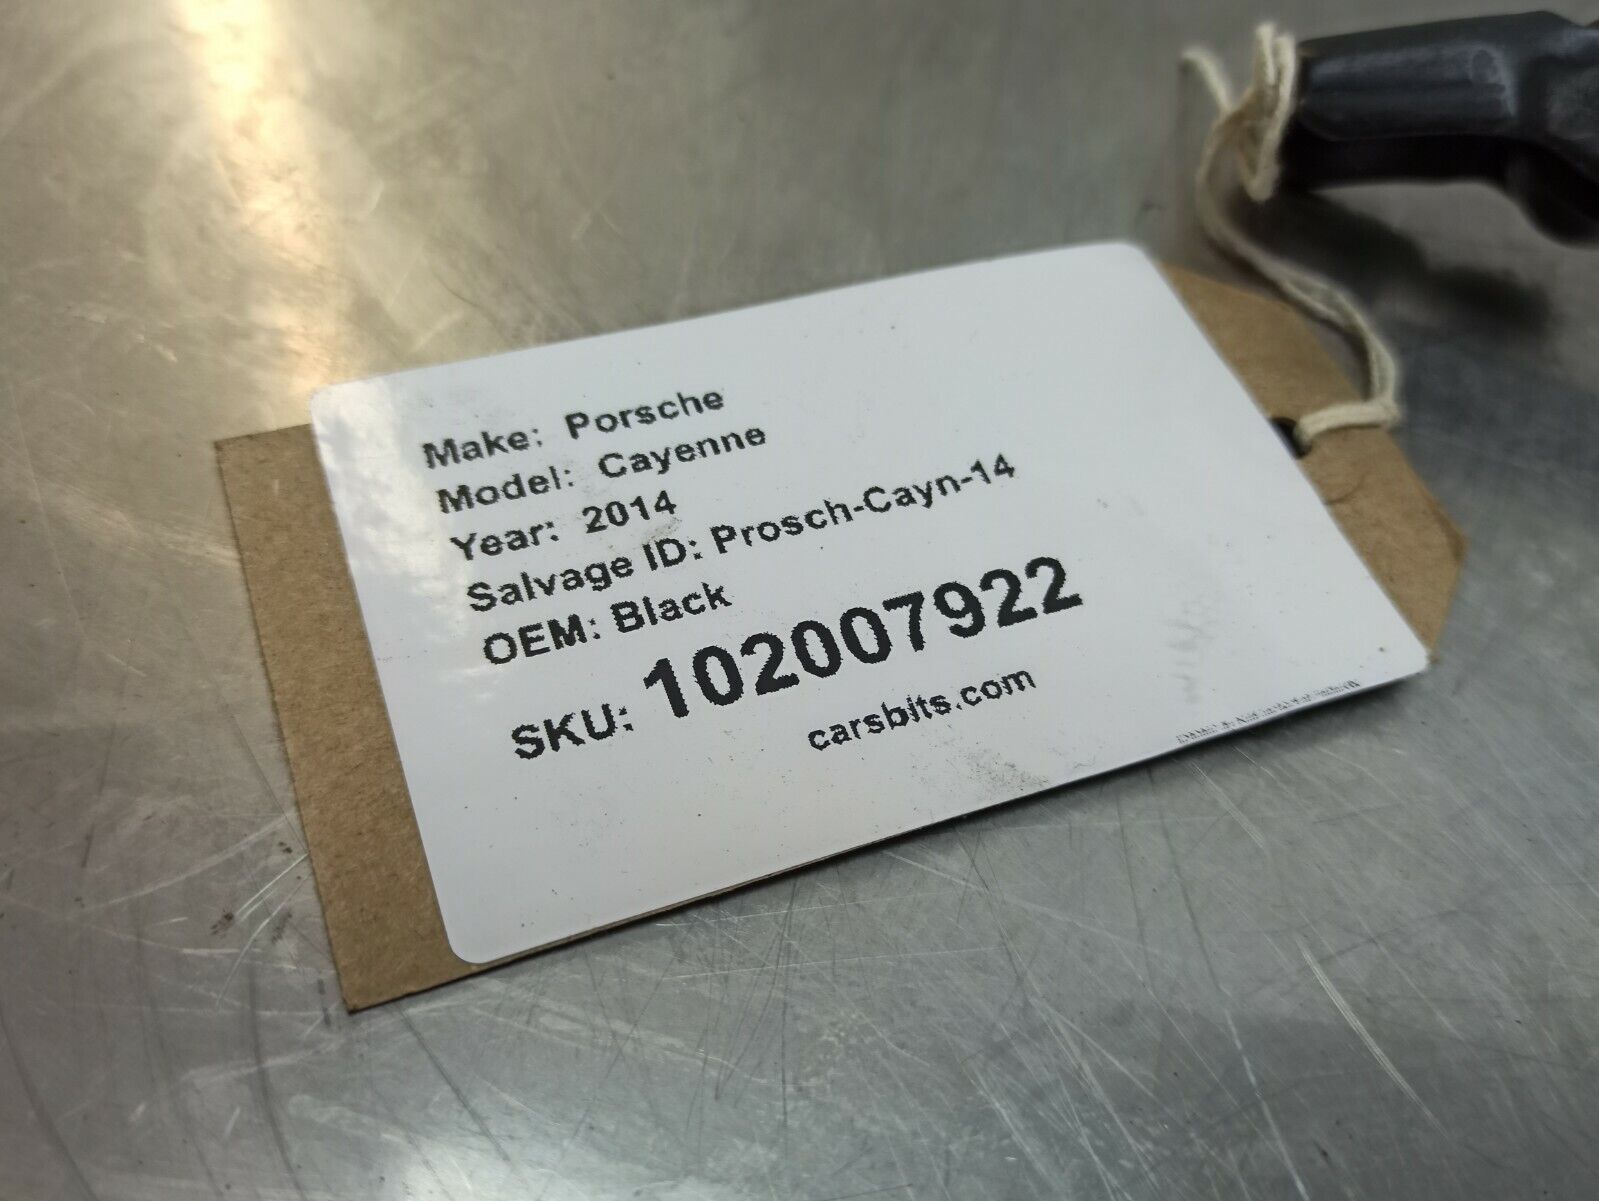 Make: Porsche
Model: Cayenne
Year: 2014
Salvage ID: Prosch-Cayn-14
OEM: Black
SKU: 102007922
carsbits.com